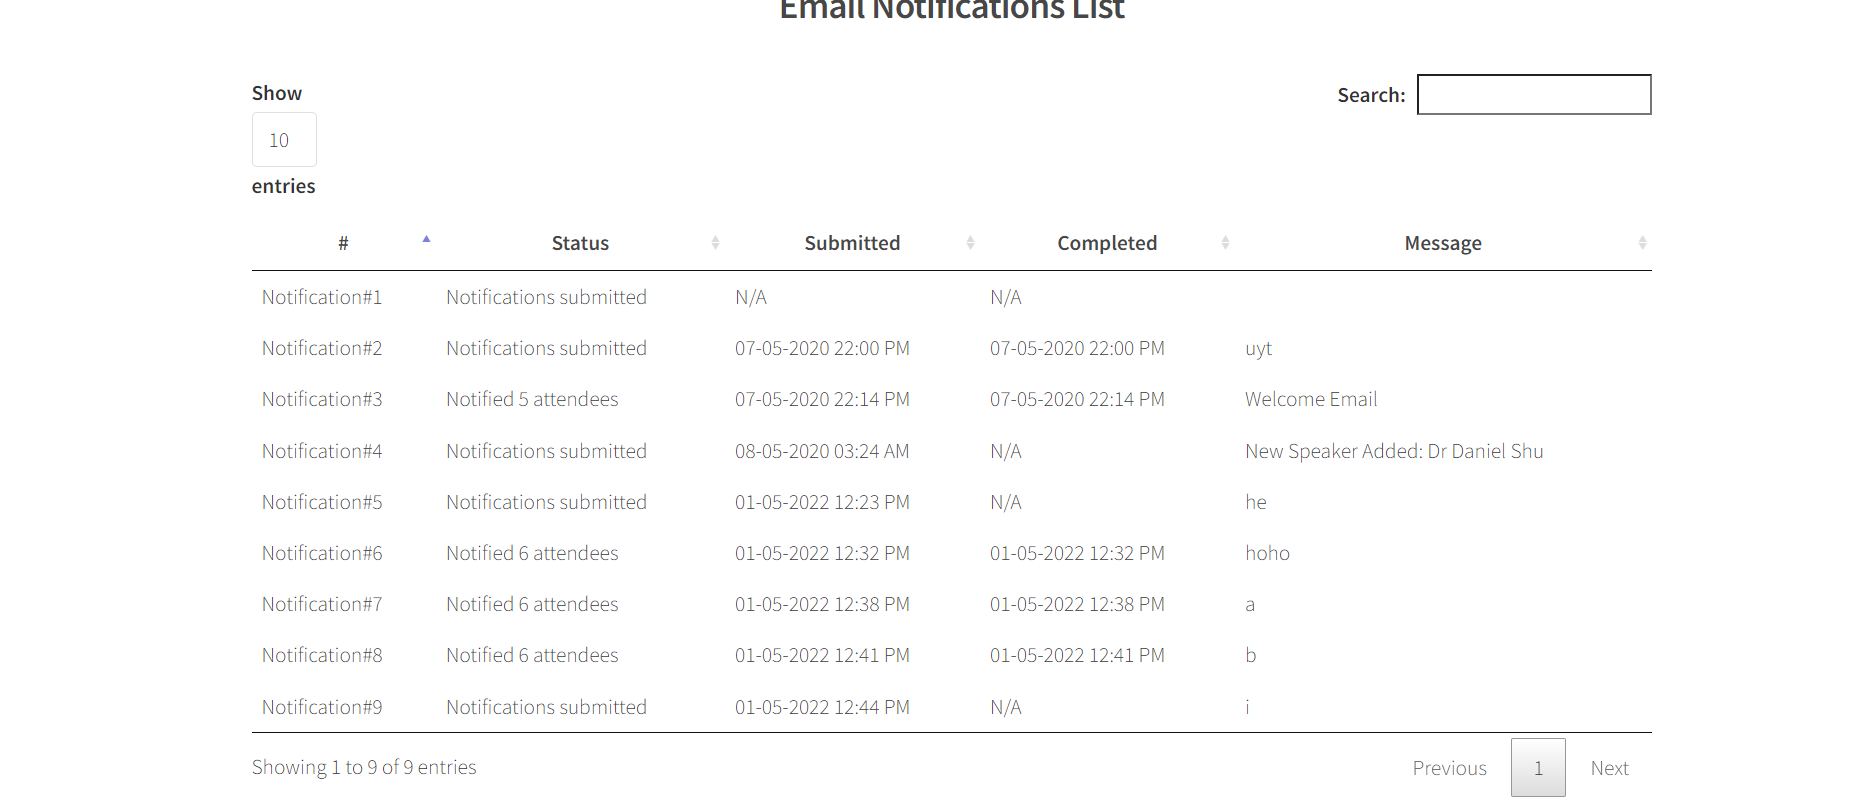 Email Notifications List
Show
10
entries
Search:
# Status Submitted Completed Message
Notification#1 Notifications submitted N/A N/A
Notification#2 Notifications submitted 07-05-2020 22:00 PM 07-05-2020 22:00 PM uyt
Notification#3 Notified 5 attendees 07-05-2020 22:14 PM 07-05-2020 22:14 PM Welcome Email
Notification#4 Notifications submitted 08-05-2020 03:24 AM N/A New Speaker Added: Dr Daniel Shu
Notification#5 Notifications submitted 01-05-2022 12:23 PM N/A he
Notification#6 Notified 6 attendees 01-05-2022 12:32 PM 01-05-2022 12:32 PM hoho
Notification#7 Notified 6 attendees 01-05-2022 12:38 PM 01-05-2022 12:38 PM a
Notification#8 Notified 6 attendees 01-05-2022 12:41 PM 01-05-2022 12:41 PM b
Notification#9 Notifications submitted 01-05-2022 12:44 PM N/A i
Showing 1 to 9 of 9 entries
Previous 1 Next